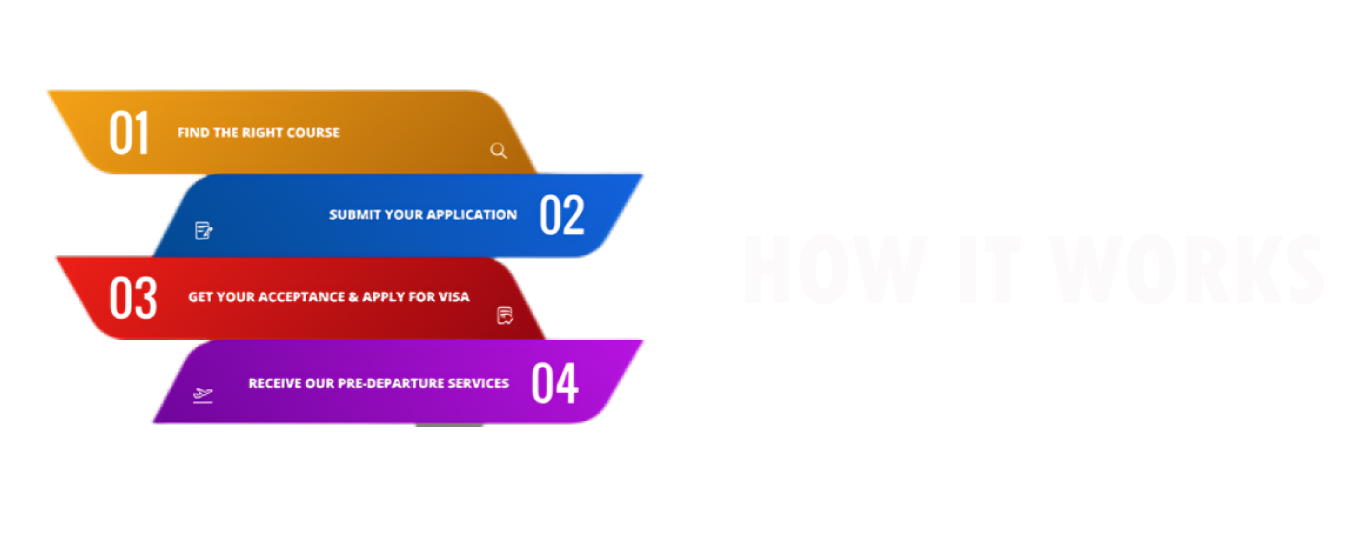 01 FIND THE RIGHT COURSE
SUBMIT YOUR APPLICATION 02
03 GET YOUR ACCEPTANCE & APPLY FOR VISA
RECEIVE OUR PRE-DEPARTURE SERVICES 04
HOW IT WORKS